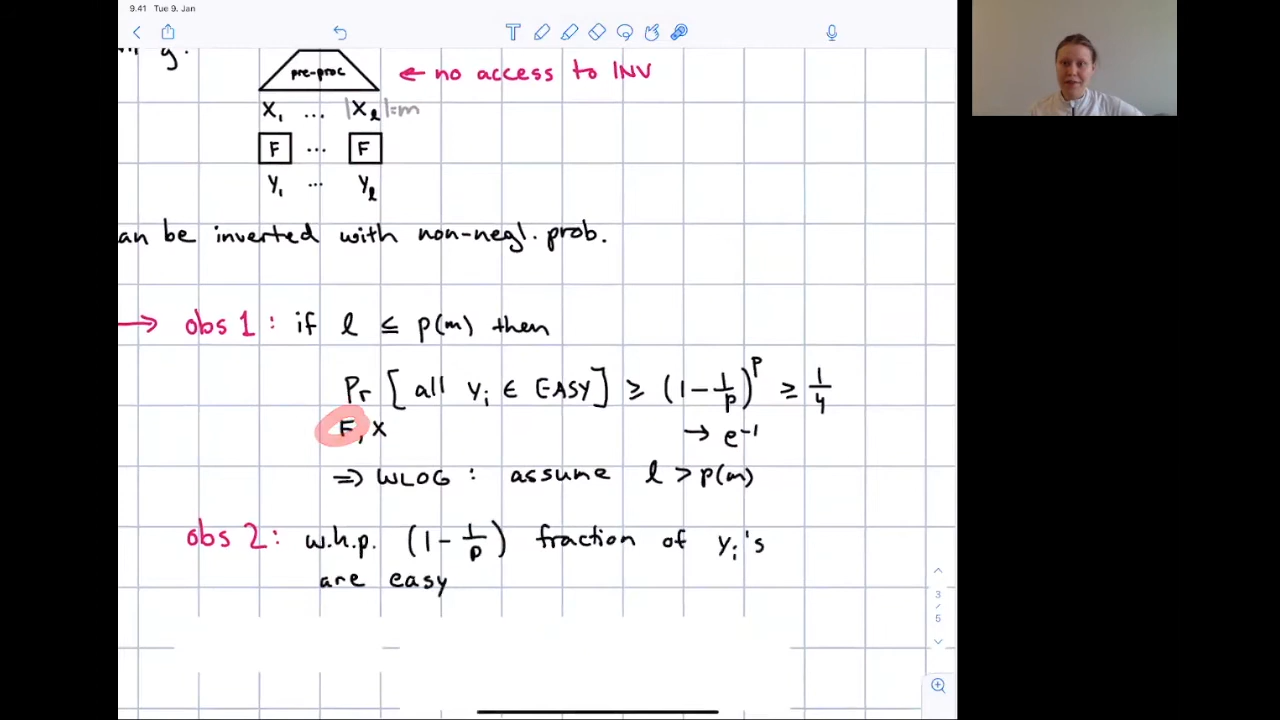 9.41 Tue 9. Jan
pre-proc ← no access to INV
X₁ ... |Xₗ|=m
F ... F
Y₁ ... Yₗ
an be inverted with non-negl. prob.
→ obs 1: if l ≤ p(m) then
Pr [all yᵢ ∈ EASY] ≥ (1 - 1/p)^p ≥ 1/4
F, X → e⁻¹
⇒ WLOG: assume l > p(m)
obs 2: w.h.p. (1 - 1/p) fraction of yᵢ's
are easy
3
/
5